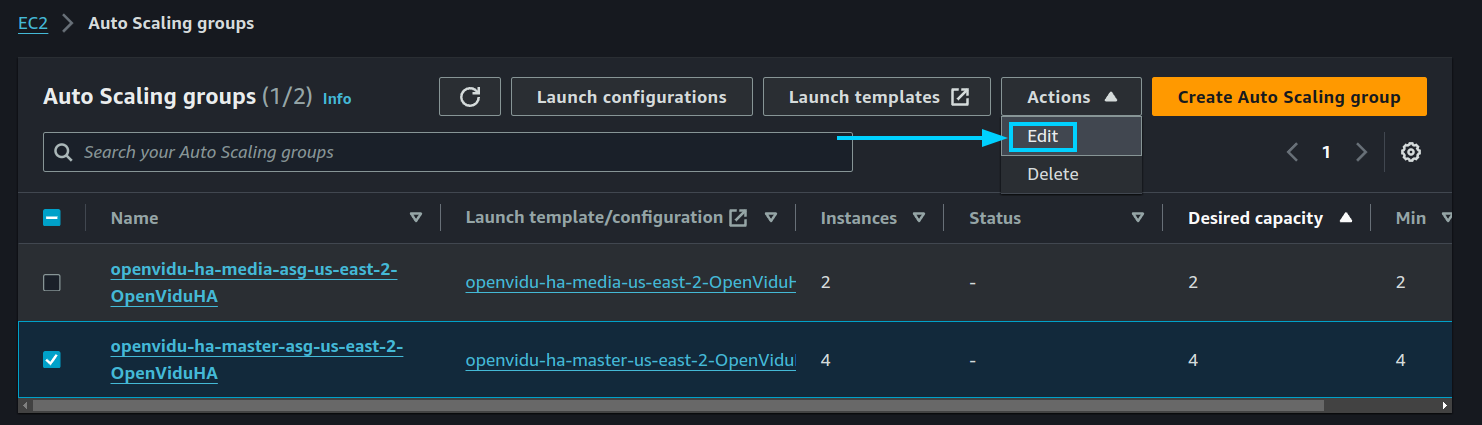 EC2 Auto Scaling groups
Auto Scaling groups (1/2) Info Launch configurations Launch templates Actions Create Auto Scaling group
Edit
Search your Auto Scaling groups 1
Delete
Name Launch template/configuration Instances Status Desired capacity Min
openvidu-ha-media-asg-us-east-2-
OpenViduHA
openvidu-ha-media-us-east-2-OpenViduH 2 - 2 2
openvidu-ha-master-asg-us-east-2-
OpenViduHA
openvidu-ha-master-us-east-2-OpenVidu 4 - 4 4